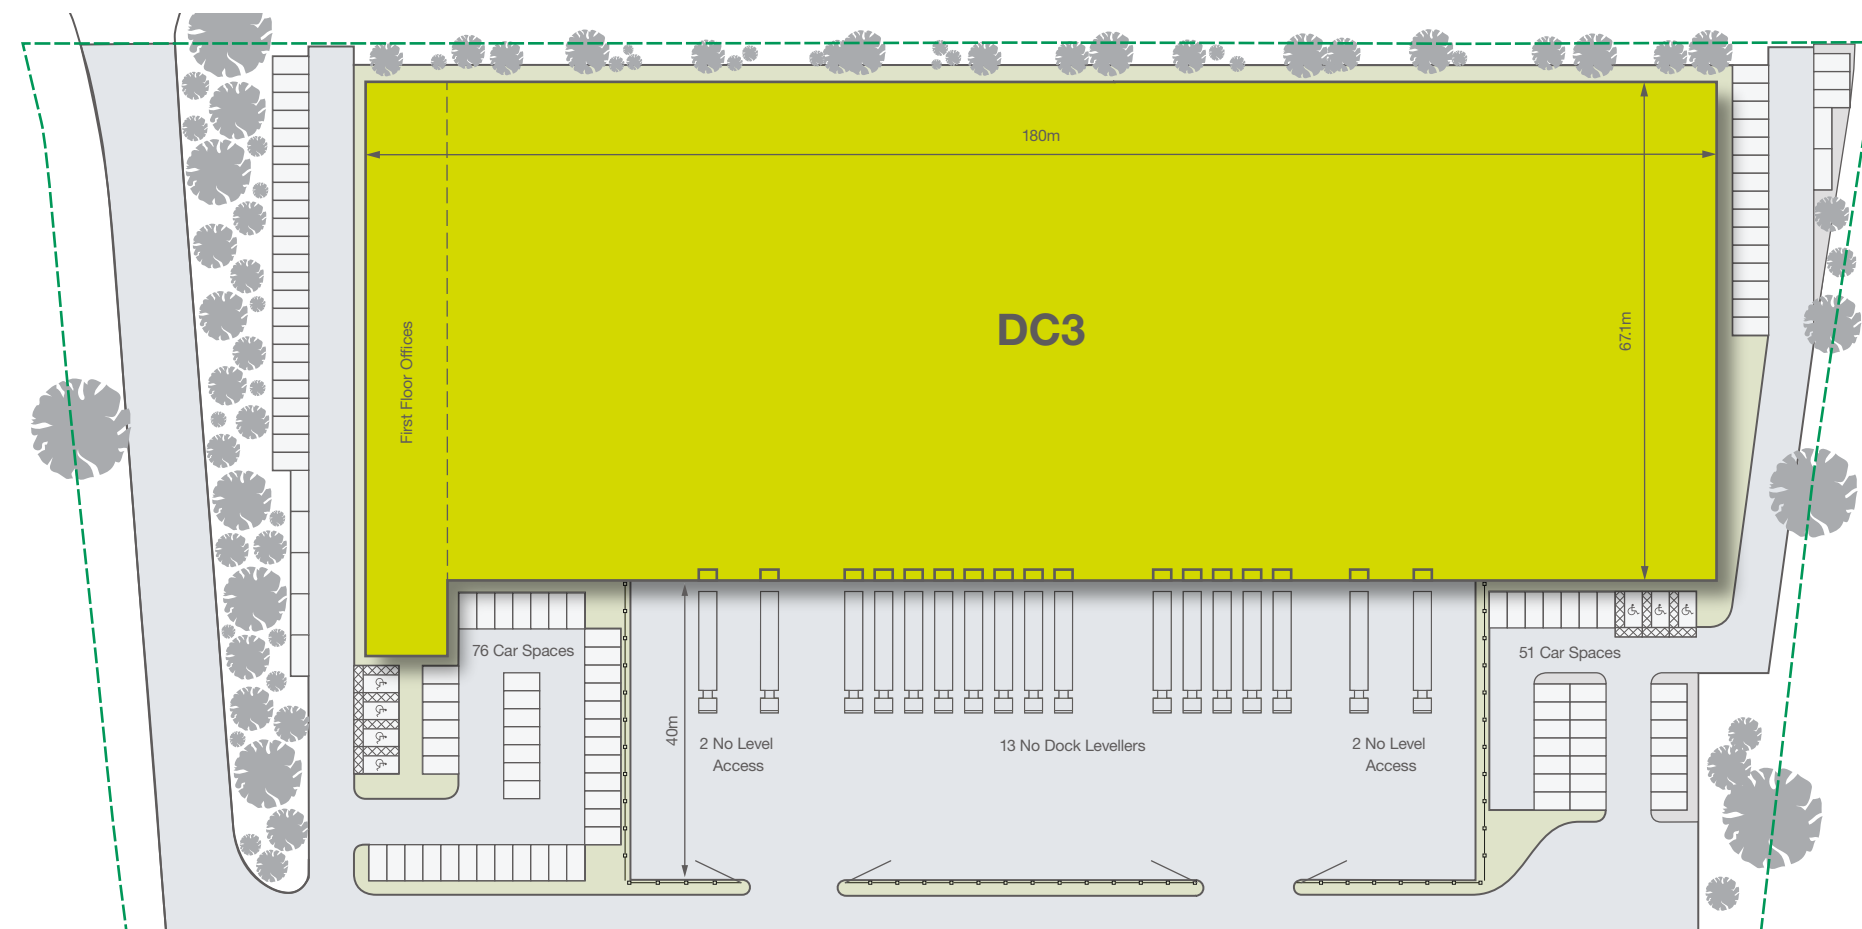 180m
DC3
67.1m
First Floor Offices
76 Car Spaces
51 Car Spaces
40m
2 No Level
Access
13 No Dock Levellers
2 No Level
Access